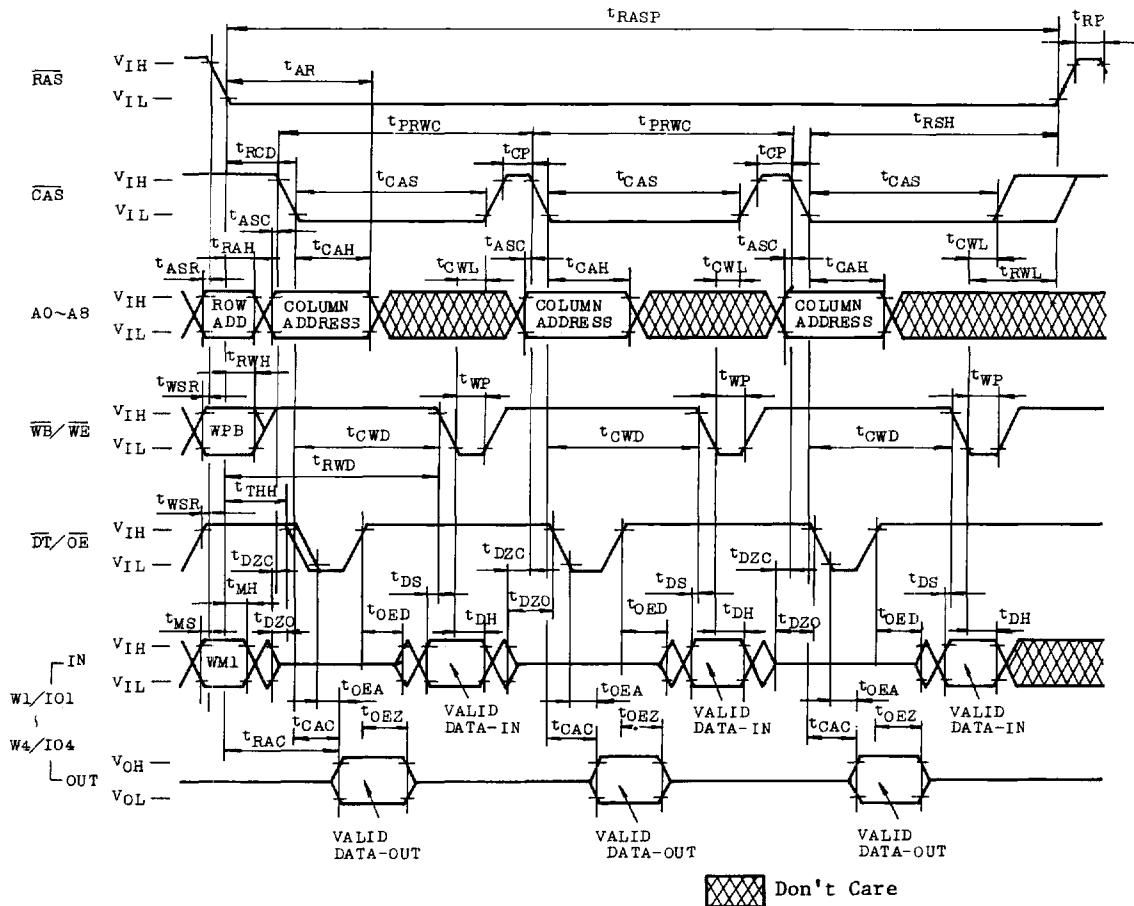 tRASP
tRP
RAS
VIH
VIL
tAR
tPRWC
tPRWC
tRSH
tRCD
tCP
tCP
CAS
VIH
VIL
tCAS
tCAS
tCAS
tASC
tRAH
tASR
tCAH
tCWL
tASC
tCAH
tCWL
tASC
tCAH
tCWL
tRWL
A0~A8
VIH
VIL
ROW ADD
COLUMN ADDRESS
COLUMN ADDRESS
COLUMN ADDRESS
tRWH
tWSR
tWP
tWP
tWP
WB/WE
VIH
VIL
WPB
tCWD
tCWD
tCWD
tRWD
tTHH
tWSR
DT/OE
VIH
VIL
tDZC
tDZC
tDZC
tMH
tMS
tDZO
tOED
tDS
tDH
tDZO
tOED
tDS
tDH
tDZO
tOED
tDS
tDH
IN
VIH
VIL
WM1
W1/IO1
~
W4/IO4
OUT
tOEA
tOEA
tOEA
VALID DATA-IN
VALID DATA-IN
VALID DATA-IN
tCAC
tOEZ
tCAC
tOEZ
tCAC
tOEZ
tRAC
VOH
VOL
VALID DATA-OUT
VALID DATA-OUT
VALID DATA-OUT
Don't Care